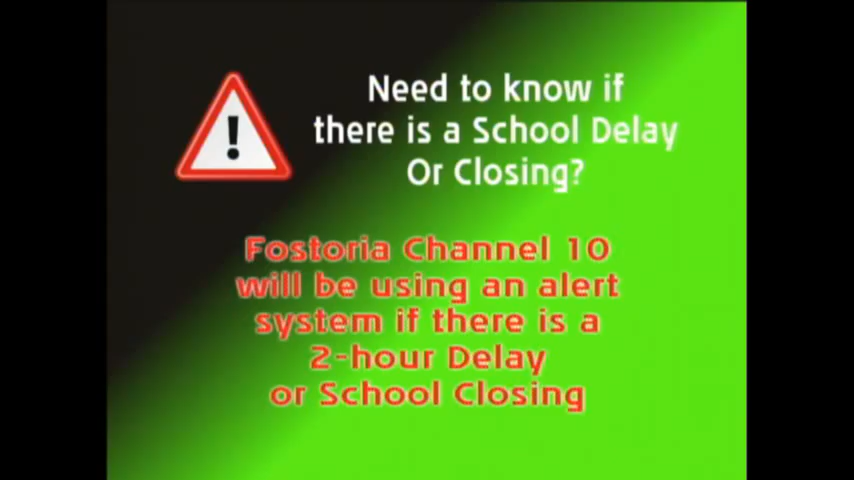 !
Need to know if
there is a School Delay
Or Closing?
Fostoria Channel 10
will be using an alert
system if there is a
2-hour Delay
or School Closing